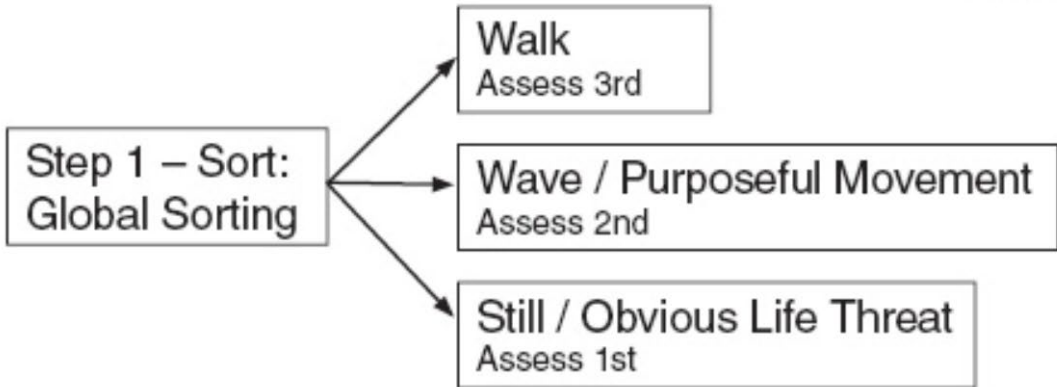 Step 1 – Sort:
Global Sorting
Walk
Assess 3rd
Wave / Purposeful Movement
Assess 2nd
Still / Obvious Life Threat
Assess 1st